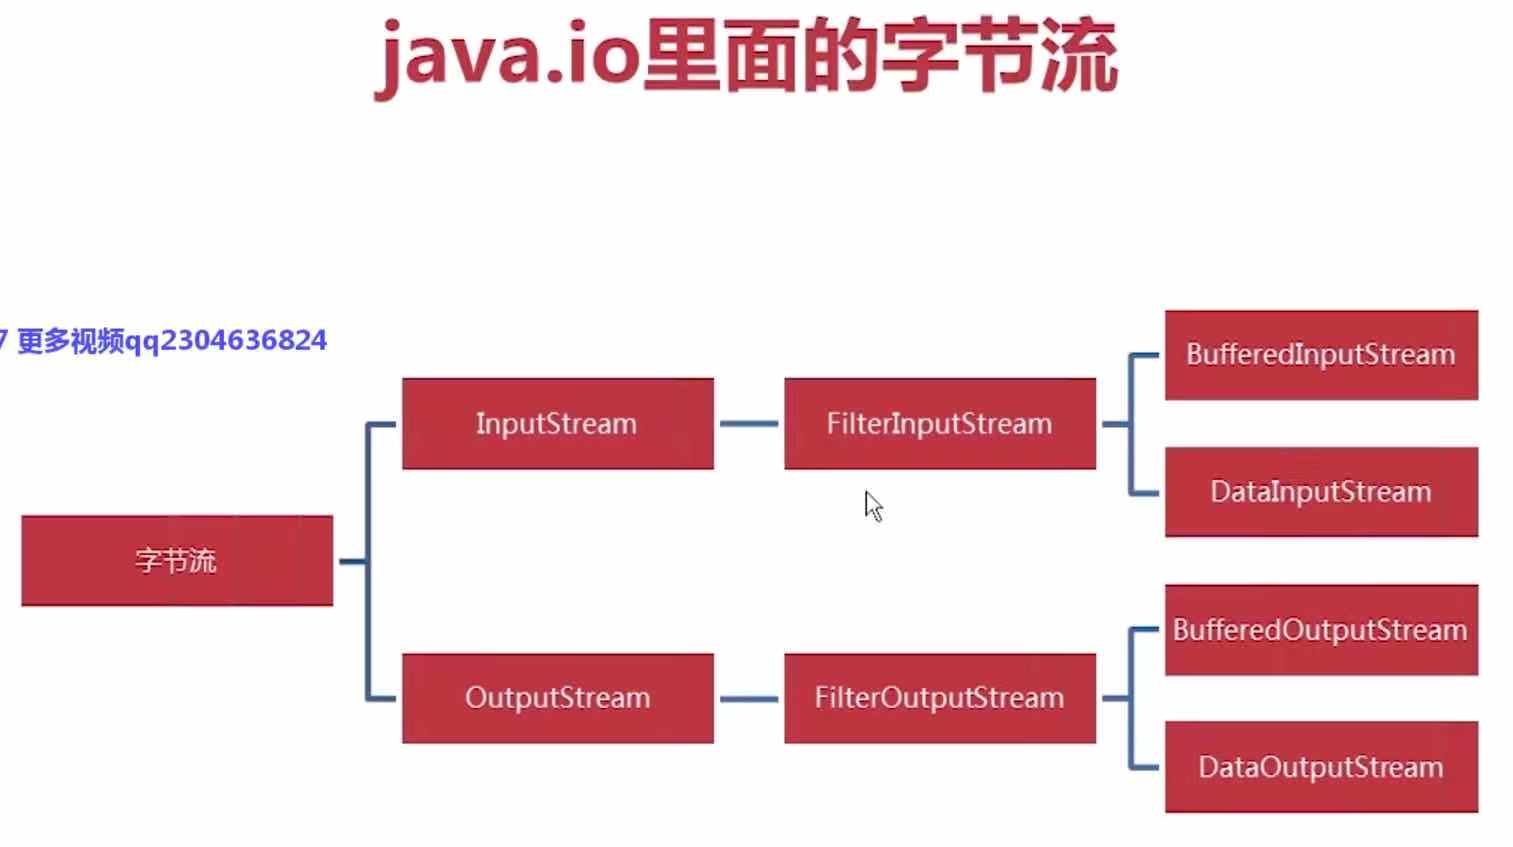 java.io里面的字节流
7 更多视频qq2304636824
BufferedInputStream
InputStream
FilterInputStream
DataInputStream
字节流
BufferedOutputStream
OutputStream
FilterOutputStream
DataOutputStream